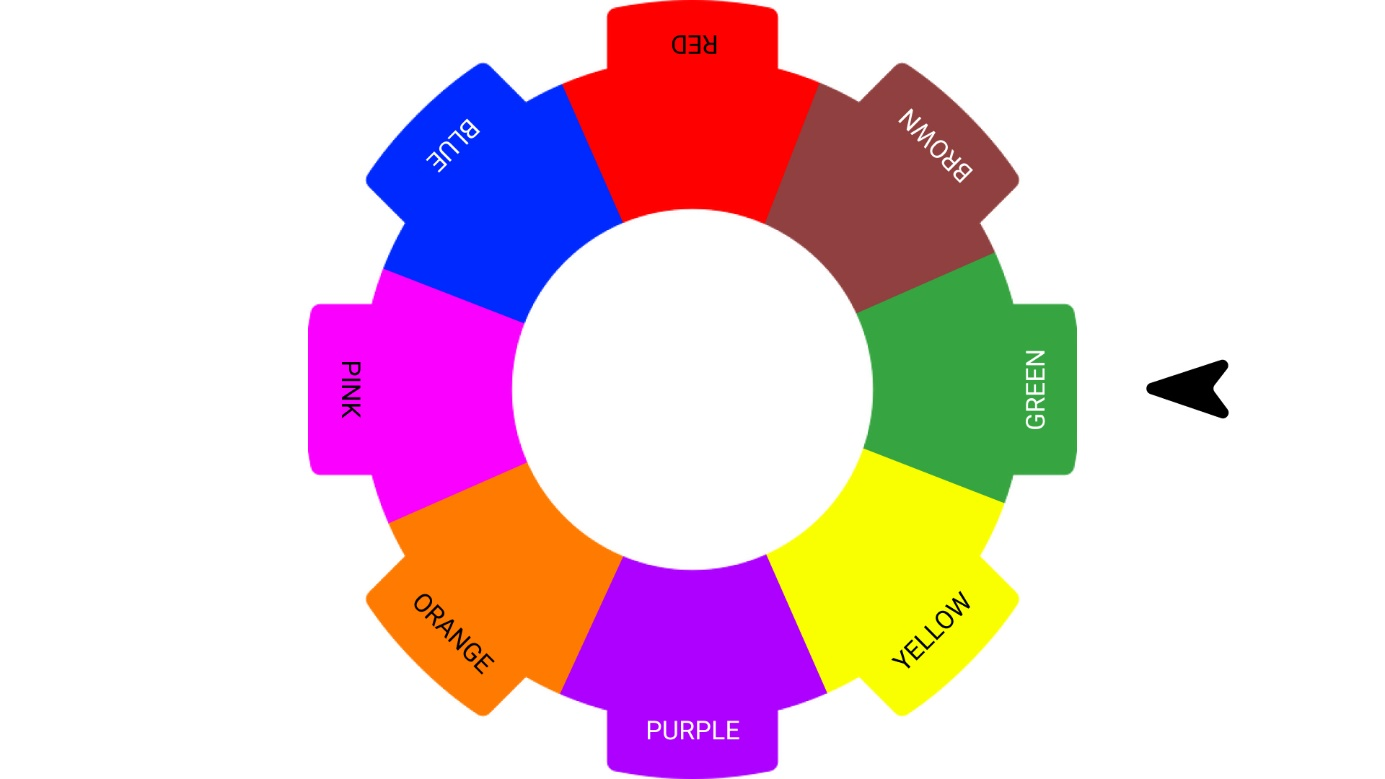 RED
BROWN
GREEN
YELLOW
PURPLE
ORANGE
PINK
BLUE